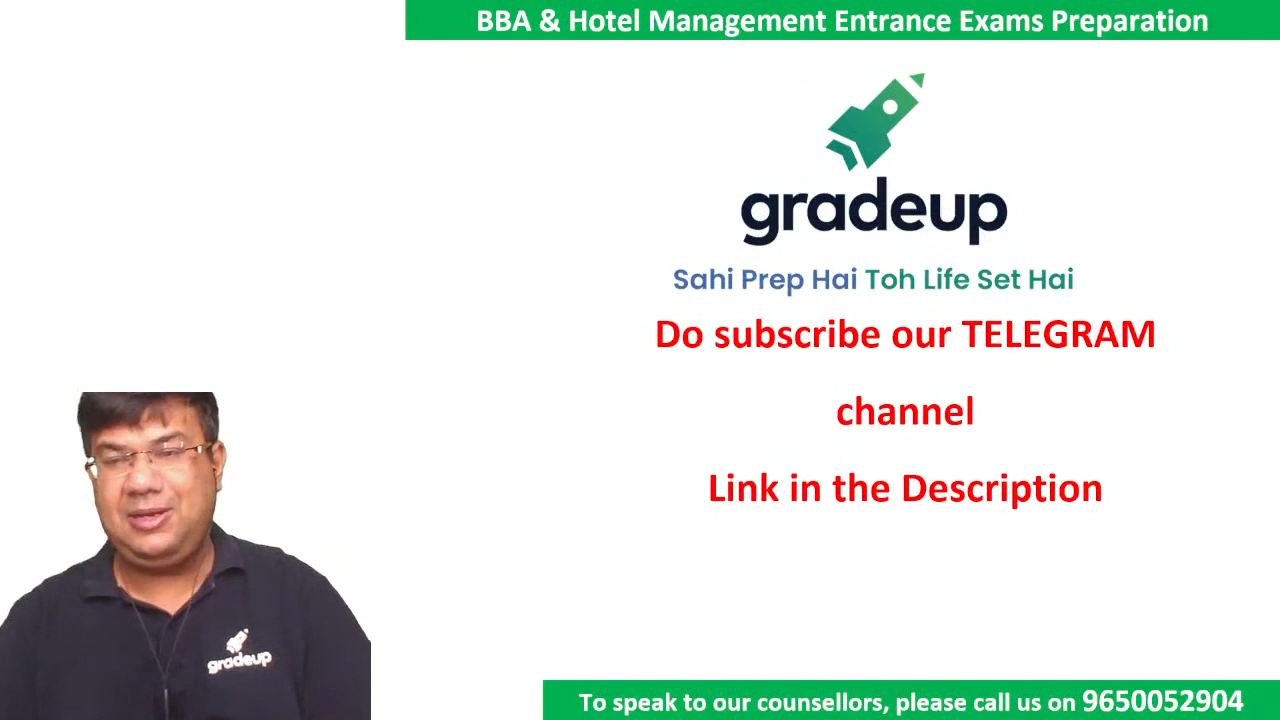 BBA & Hotel Management Entrance Exams Preparation
gradeup
Sahi Prep Hai Toh Life Set Hai
Do subscribe our TELEGRAM
channel
Link in the Description
gradeup
To speak to our counsellors, please call us on 9650052904